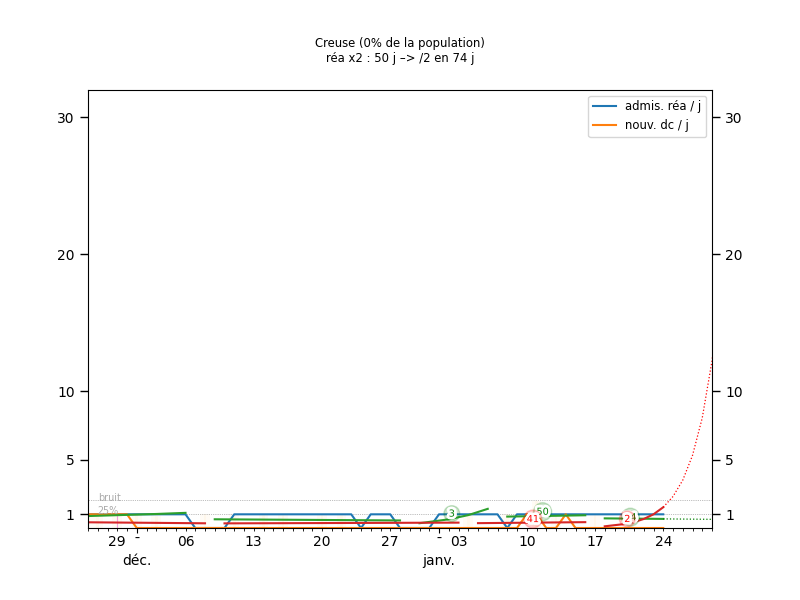 Creuse (0% de la population)
réa x2 : 50 j –> /2 en 74 j
admis. réa / j
nouv. dc / j
30
30
20
20
10
10
5
5
bruit
25%
1
1
3
50
41
2
29 - 06 13 20 27 - 03 10 17 24
déc. janv.